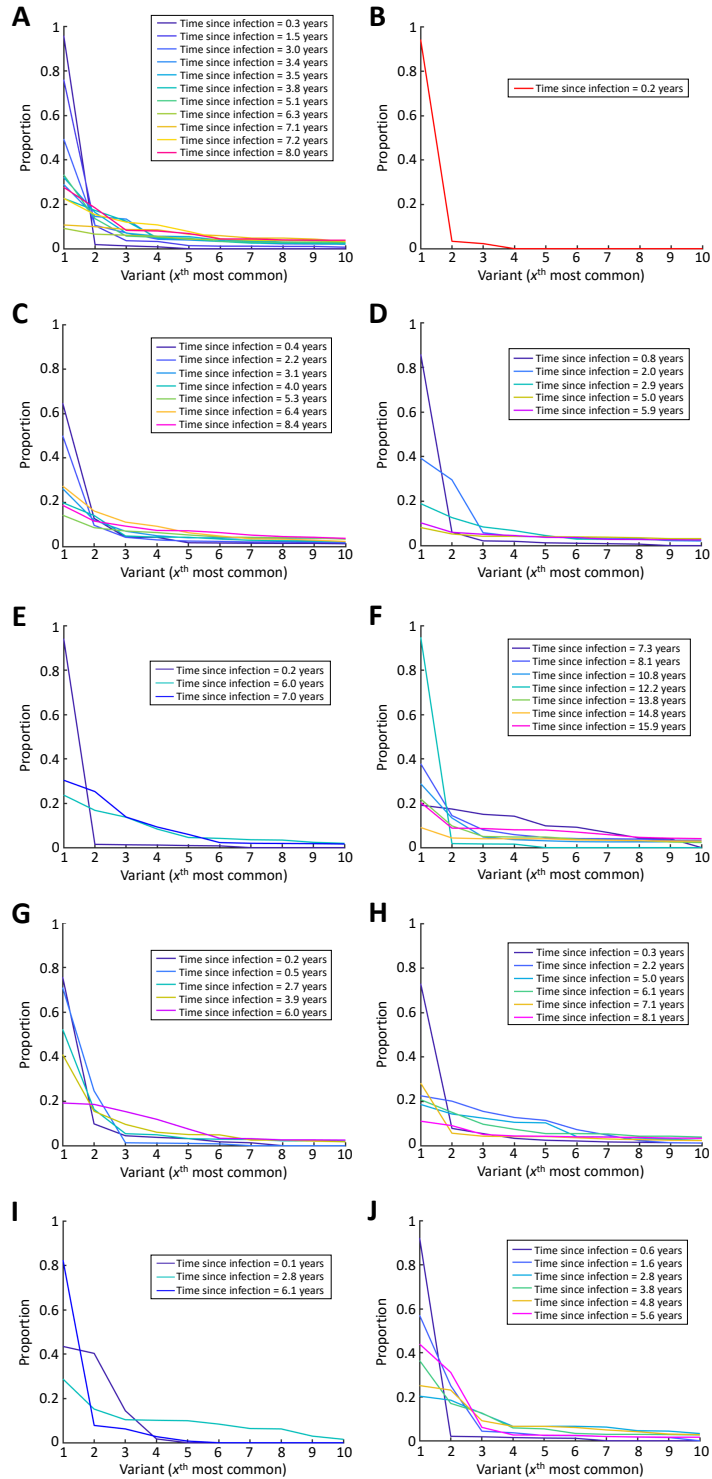 A
1
0.8
0.6
0.4
0.2
0
Proportion
Time since infection = 0.3 years
Time since infection = 1.5 years
Time since infection = 3.0 years
Time since infection = 3.4 years
Time since infection = 3.5 years
Time since infection = 3.8 years
Time since infection = 5.1 years
Time since infection = 6.3 years
Time since infection = 7.1 years
Time since infection = 7.2 years
Time since infection = 8.0 years
1 2 3 4 5 6 7 8 9 10
Variant (xth most common)
B
1
0.8
0.6
0.4
0.2
0
Proportion
Time since infection = 0.2 years
1 2 3 4 5 6 7 8 9 10
Variant (xth most common)
C
1
0.8
0.6
0.4
0.2
0
Proportion
Time since infection = 0.4 years
Time since infection = 2.2 years
Time since infection = 3.1 years
Time since infection = 4.0 years
Time since infection = 5.3 years
Time since infection = 6.4 years
Time since infection = 8.4 years
1 2 3 4 5 6 7 8 9 10
Variant (xth most common)
D
1
0.8
0.6
0.4
0.2
0
Proportion
Time since infection = 0.8 years
Time since infection = 2.0 years
Time since infection = 2.9 years
Time since infection = 5.0 years
Time since infection = 5.9 years
1 2 3 4 5 6 7 8 9 10
Variant (xth most common)
E
1
0.8
0.6
0.4
0.2
0
Proportion
Time since infection = 0.2 years
Time since infection = 6.0 years
Time since infection = 7.0 years
1 2 3 4 5 6 7 8 9 10
Variant (xth most common)
F
1
0.8
0.6
0.4
0.2
0
Proportion
Time since infection = 7.3 years
Time since infection = 8.1 years
Time since infection = 10.8 years
Time since infection = 12.2 years
Time since infection = 13.8 years
Time since infection = 14.8 years
Time since infection = 15.9 years
1 2 3 4 5 6 7 8 9 10
Variant (xth most common)
G
1
0.8
0.6
0.4
0.2
0
Proportion
Time since infection = 0.2 years
Time since infection = 0.5 years
Time since infection = 2.7 years
Time since infection = 3.9 years
Time since infection = 6.0 years
1 2 3 4 5 6 7 8 9 10
Variant (xth most common)
H
1
0.8
0.6
0.4
0.2
0
Proportion
Time since infection = 0.3 years
Time since infection = 2.2 years
Time since infection = 5.0 years
Time since infection = 6.1 years
Time since infection = 7.1 years
Time since infection = 8.1 years
1 2 3 4 5 6 7 8 9 10
Variant (xth most common)
I
1
0.8
0.6
0.4
0.2
0
Proportion
Time since infection = 0.1 years
Time since infection = 2.8 years
Time since infection = 6.1 years
1 2 3 4 5 6 7 8 9 10
Variant (xth most common)
J
1
0.8
0.6
0.4
0.2
0
Proportion
Time since infection = 0.6 years
Time since infection = 1.6 years
Time since infection = 2.8 years
Time since infection = 3.8 years
Time since infection = 4.8 years
Time since infection = 5.6 years
1 2 3 4 5 6 7 8 9 10
Variant (xth most common)